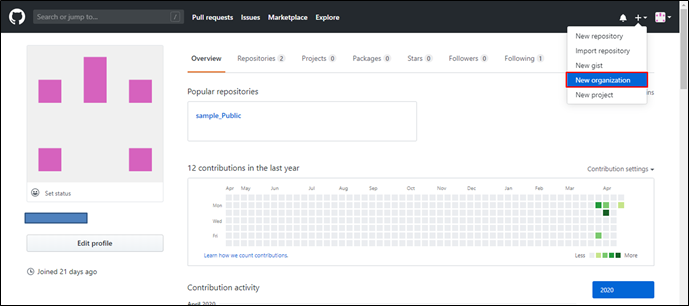 Search or jump to...
/
Pull requests Issues Marketplace Explore
New repository
Import repository
New gist
New organization
New project
Overview Repositories 2 Projects 0 Packages 0 Stars 0 Followers 0 Following 1
Popular repositories
sample_Public
12 contributions in the last year
Contribution settings
Apr May Jun Jul Aug Sep Oct Nov Dec Jan Feb Mar Apr
Mon
Wed
Fri
Learn how we count contributions.
Less More
Set status
Edit profile
Joined 21 days ago
Contribution activity
2020
April 2020